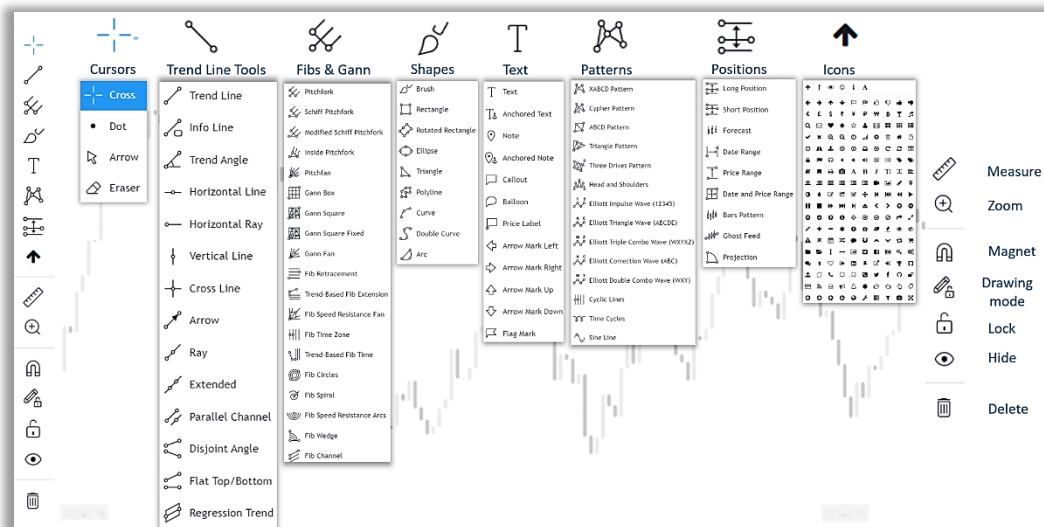 Cursors
Cross
Dot
Arrow
Eraser
Trend Line Tools
Trend Line
Info Line
Trend Angle
Horizontal Line
Horizontal Ray
Vertical Line
Cross Line
Arrow
Ray
Extended
Parallel Channel
Disjoint Angle
Flat Top/Bottom
Regression Trend
Fibs & Gann
Pitchfork
Schiff Pitchfork
Modified Schiff Pitchfork
Inside Pitchfork
Pitchfan
Gann Box
Gann Square
Gann Square Fixed
Gann Fan
Fib Retracement
Trend-Based Fib Extension
Fib Speed Resistance Fan
Fib Time Zone
Trend-Based Fib Time
Fib Circles
Fib Spiral
Fib Speed Resistance Arcs
Fib Wedge
Fib Channel
Shapes
Brush
Rectangle
Rotated Rectangle
Ellipse
Triangle
Polyline
Curve
Double Curve
Arc
Text
Text
Anchored Text
Note
Anchored Note
Callout
Balloon
Price Label
Arrow Mark Left
Arrow Mark Right
Arrow Mark Up
Arrow Mark Down
Flag Mark
Patterns
XABCD Pattern
Cypher Pattern
ABCD Pattern
Triangle Pattern
Three Drives Pattern
Head and Shoulders
Elliott Impulse Wave (12345)
Elliott Triangle Wave (ABCDE)
Elliott Triple Combo Wave (WXYXZ)
Elliott Correction Wave (ABC)
Elliott Double Combo Wave (WXY)
Cyclic Lines
Time Cycles
Sine Line
Positions
Long Position
Short Position
Forecast
Date Range
Price Range
Date and Price Range
Bars Pattern
Ghost Feed
Projection
Icons
Measure
Zoom
Magnet
Drawing
mode
Lock
Hide
Delete